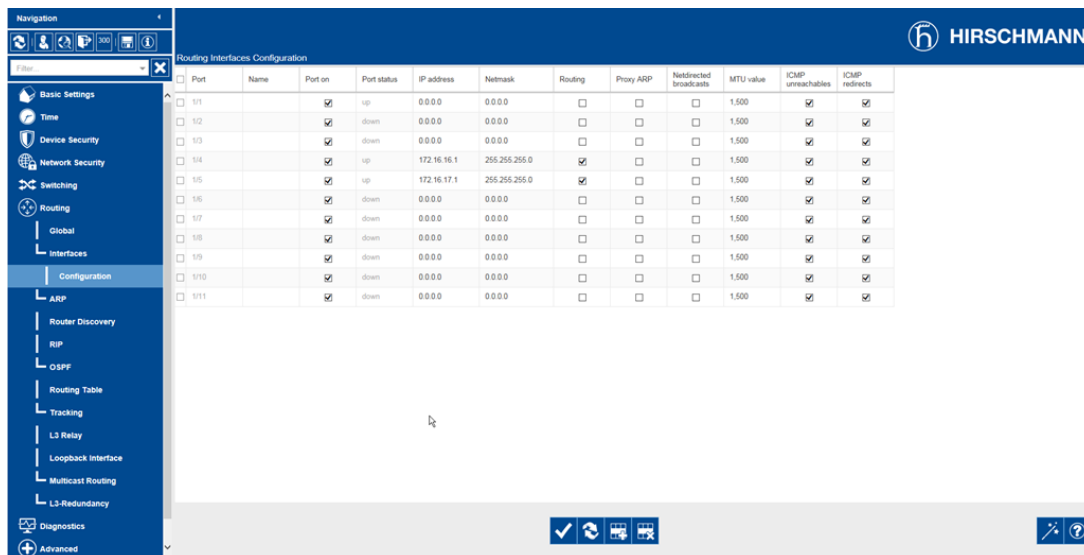 Navigation
300
HIRSCHMANN
Routing Interfaces Configuration
Filter...
Port Name Port on Port status IP address Netmask Routing Proxy ARP Netdirected broadcasts MTU value ICMP unreachables ICMP redirects
1/1 up 0.0.0.0 0.0.0.0 1,500
1/2 down 0.0.0.0 0.0.0.0 1,500
1/3 down 0.0.0.0 0.0.0.0 1,500
1/4 up 172.16.16.1 255.255.255.0 1,500
1/5 up 172.16.17.1 255.255.255.0 1,500
1/6 down 0.0.0.0 0.0.0.0 1,500
1/7 down 0.0.0.0 0.0.0.0 1,500
1/8 down 0.0.0.0 0.0.0.0 1,500
1/9 down 0.0.0.0 0.0.0.0 1,500
1/10 down 0.0.0.0 0.0.0.0 1,500
1/11 down 0.0.0.0 0.0.0.0 1,500
Basic Settings
Time
Device Security
Network Security
Switching
Routing
Global
Interfaces
Configuration
ARP
Router Discovery
RIP
OSPF
Routing Table
Tracking
L3 Relay
Loopback Interface
Multicast Routing
L3-Redundancy
Diagnostics
Advanced